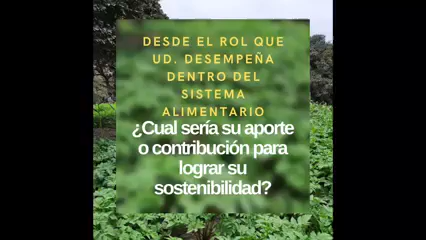 DESDE EL ROL QUE
UD. DESEMPEÑA
DENTRO DEL
SISTEMA
ALIMENTARIO
¿Cual sería su aporte
o contribución para
lograr su
sostenibilidad?